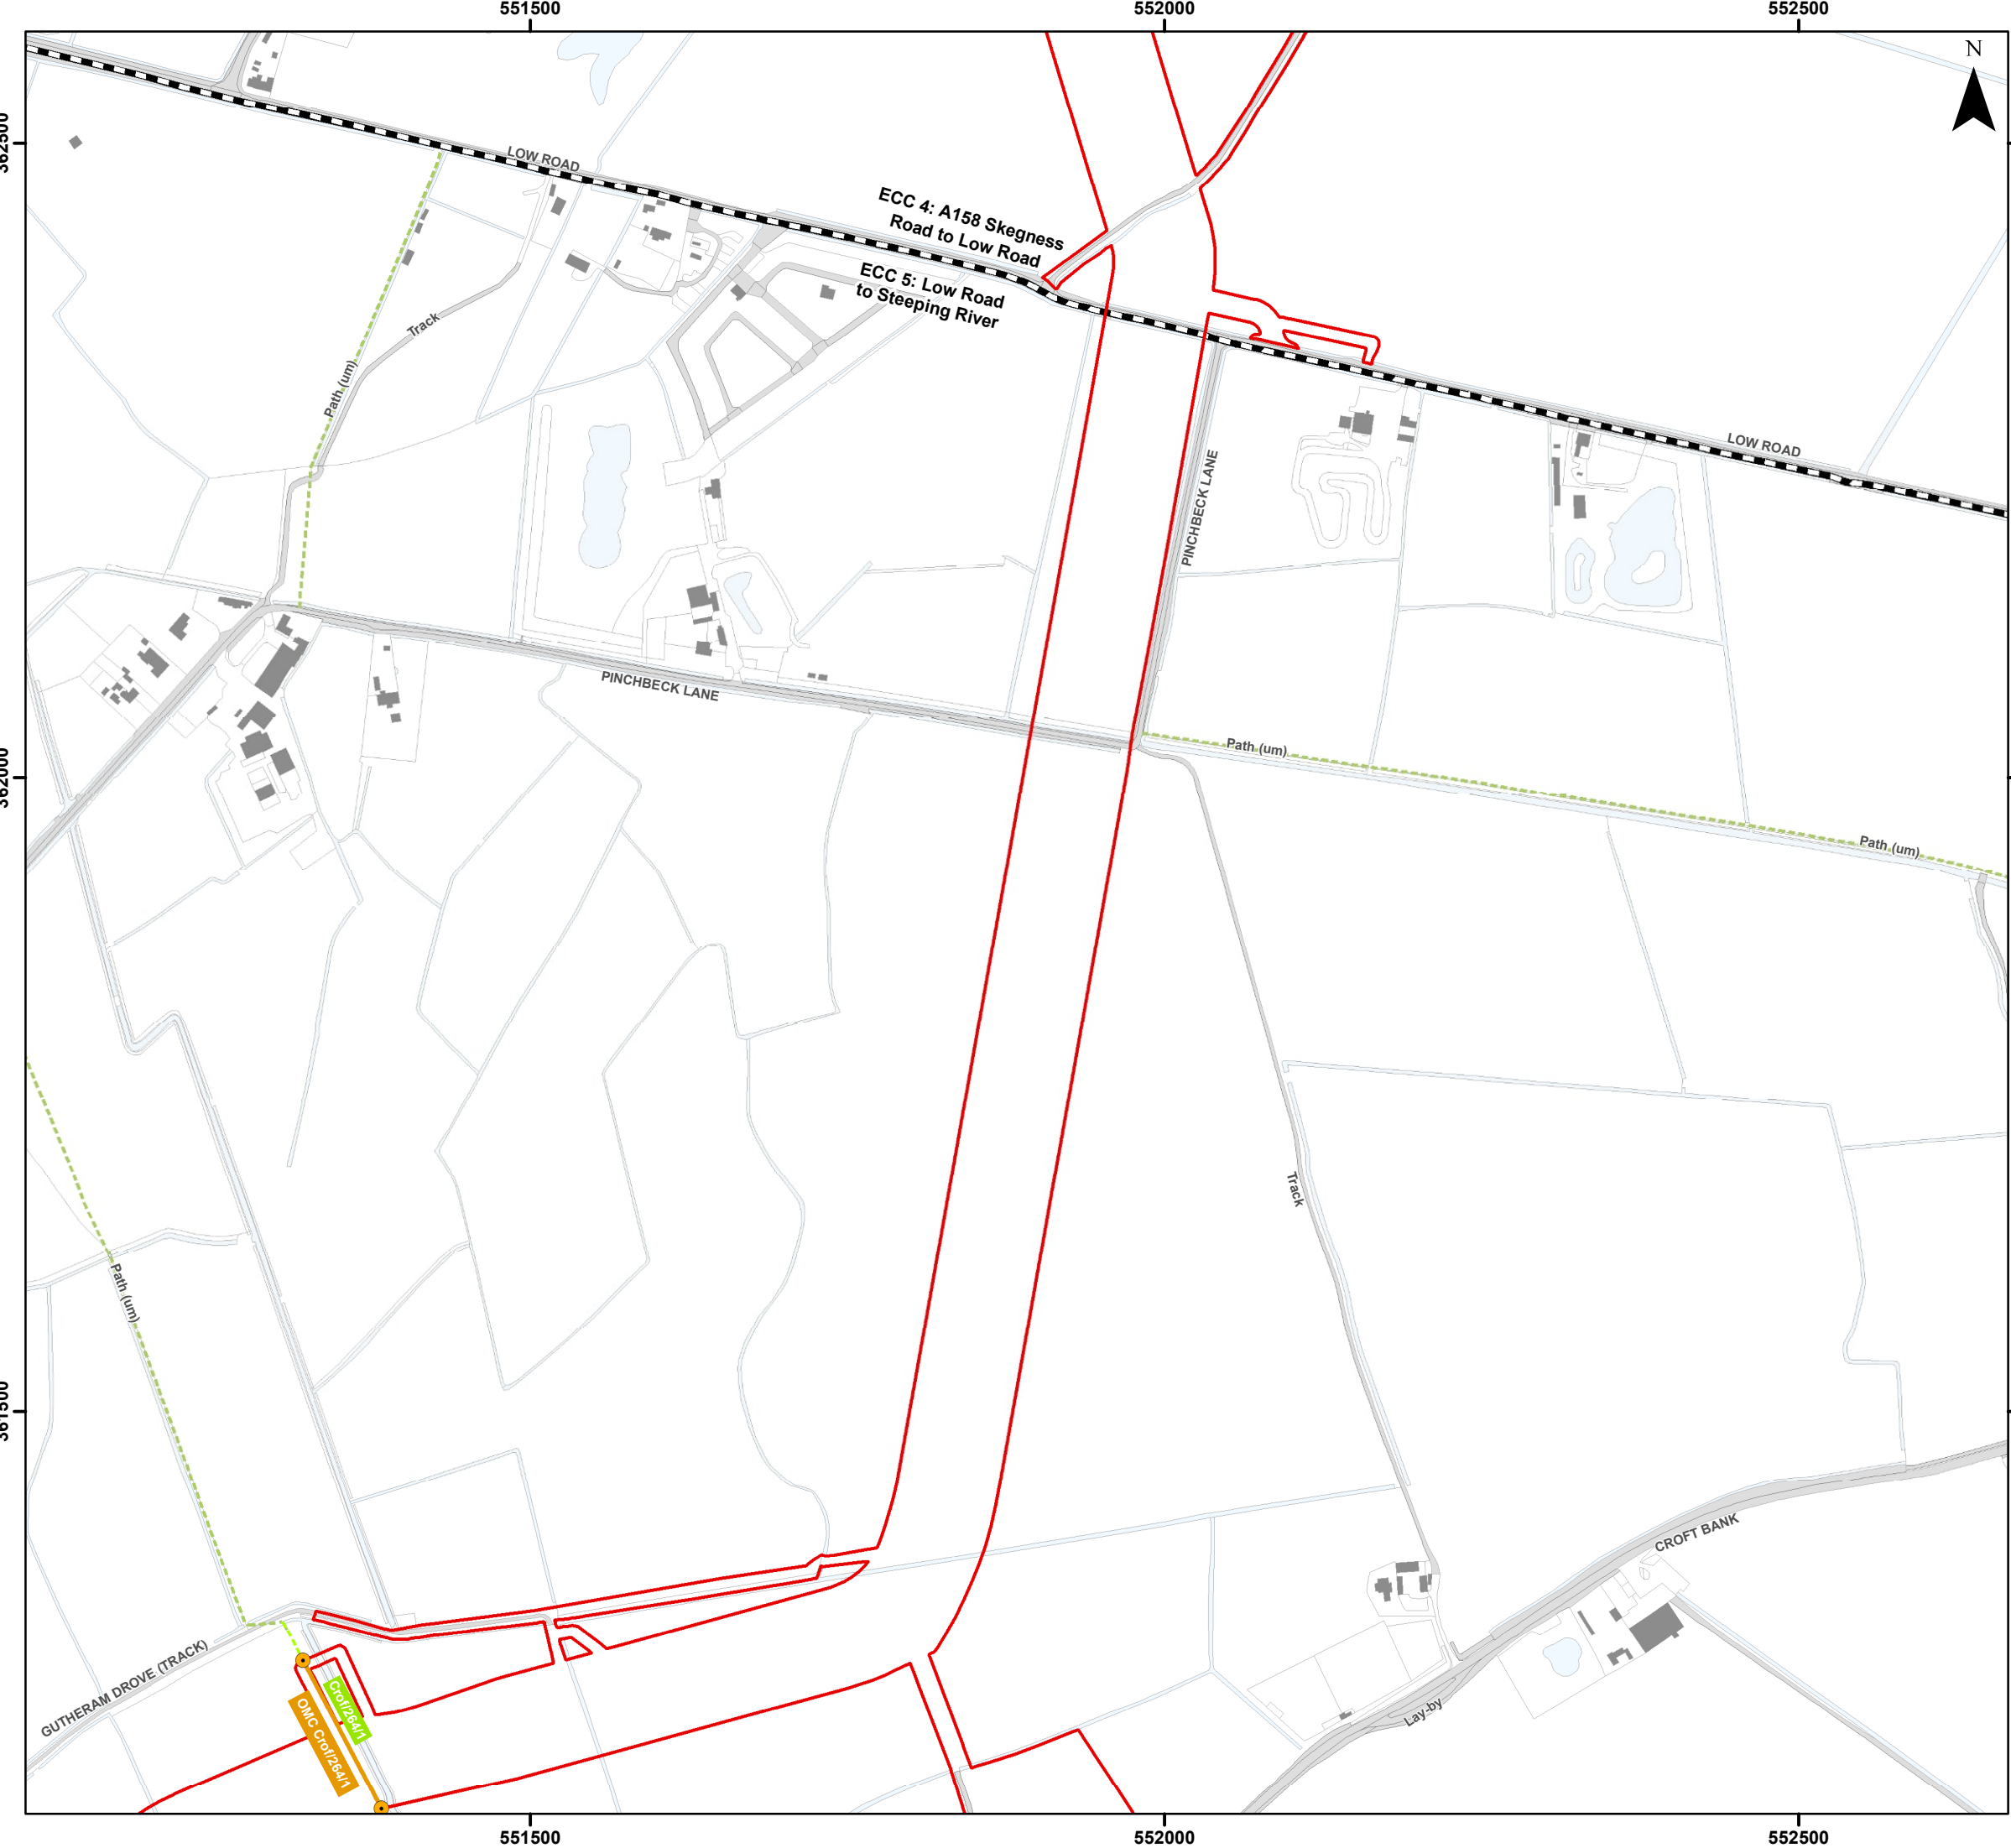 551500
552000
552500
N
LOW ROAD
ECC 4: A158 Skegness
Road to Low Road
ECC 5: Low Road
to Steeping River
Track
Path (um)
LOW ROAD
PINCHBECK LANE
PINCHBECK LANE
Path (um)
Path (um)
Track
Path (um)
CROFT BANK
GUTHERAM DROVE (TRACK)
Crof/264/1
OMC Crof/264/1
Lay-by
551500
552000
552500